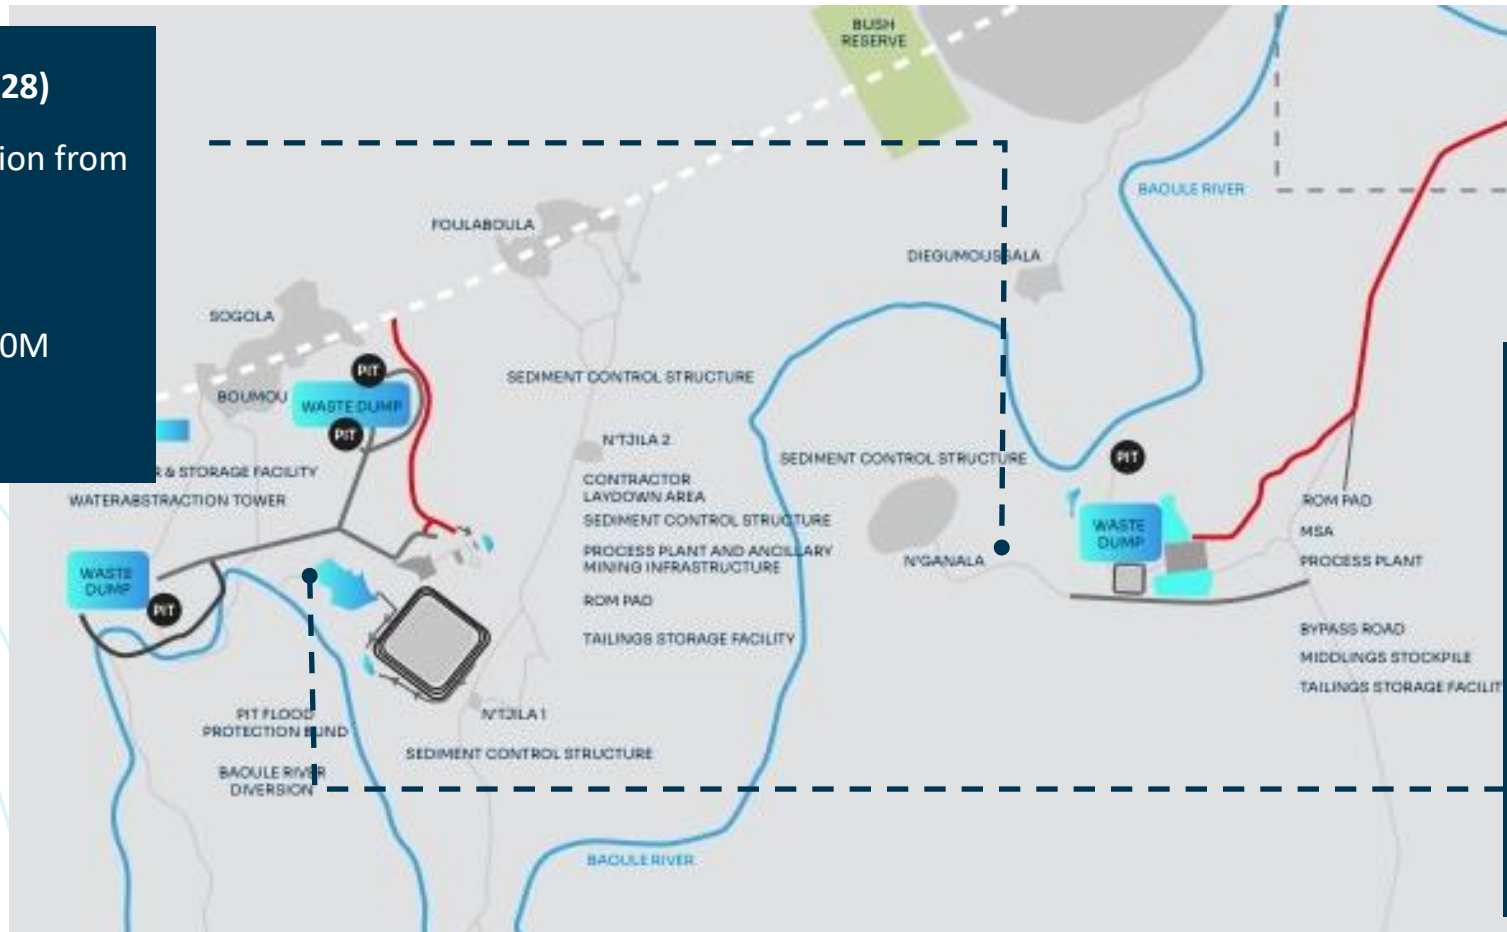 28)
ion from
0M
BUSH
RESERVE
BAOULE RIVER
FOULABOULA
DIEGUMOUSSALA
SOGOLA
PIT
SEDIMENT CONTROL STRUCTURE
BOUMOU
WASTE DUMP
PIT
N'TJILA 2
SEDIMENT CONTROL STRUCTURE
PIT
R & STORAGE FACILITY
WATERABSTRACTION TOWER
CONTRACTOR
LAYDOWN AREA
SEDIMENT CONTROL STRUCTURE
PROCESS PLANT AND ANCILLARY
MINING INFRASTRUCTURE
ROM PAD
TAILINGS STORAGE FACILITY
N'GANALA
WASTE
DUMP
ROM PAD
MSA
PROCESS PLANT
BYPASS ROAD
MIDDLINGS STOCKPILE
TAILINGS STORAGE FACILIT
WASTE
DUMP
PIT
PIT FLOOD
PROTECTION BUND
N'TJILA 1
SEDIMENT CONTROL STRUCTURE
BAOULE RIVER
DIVERSION
BAOULE RIVER